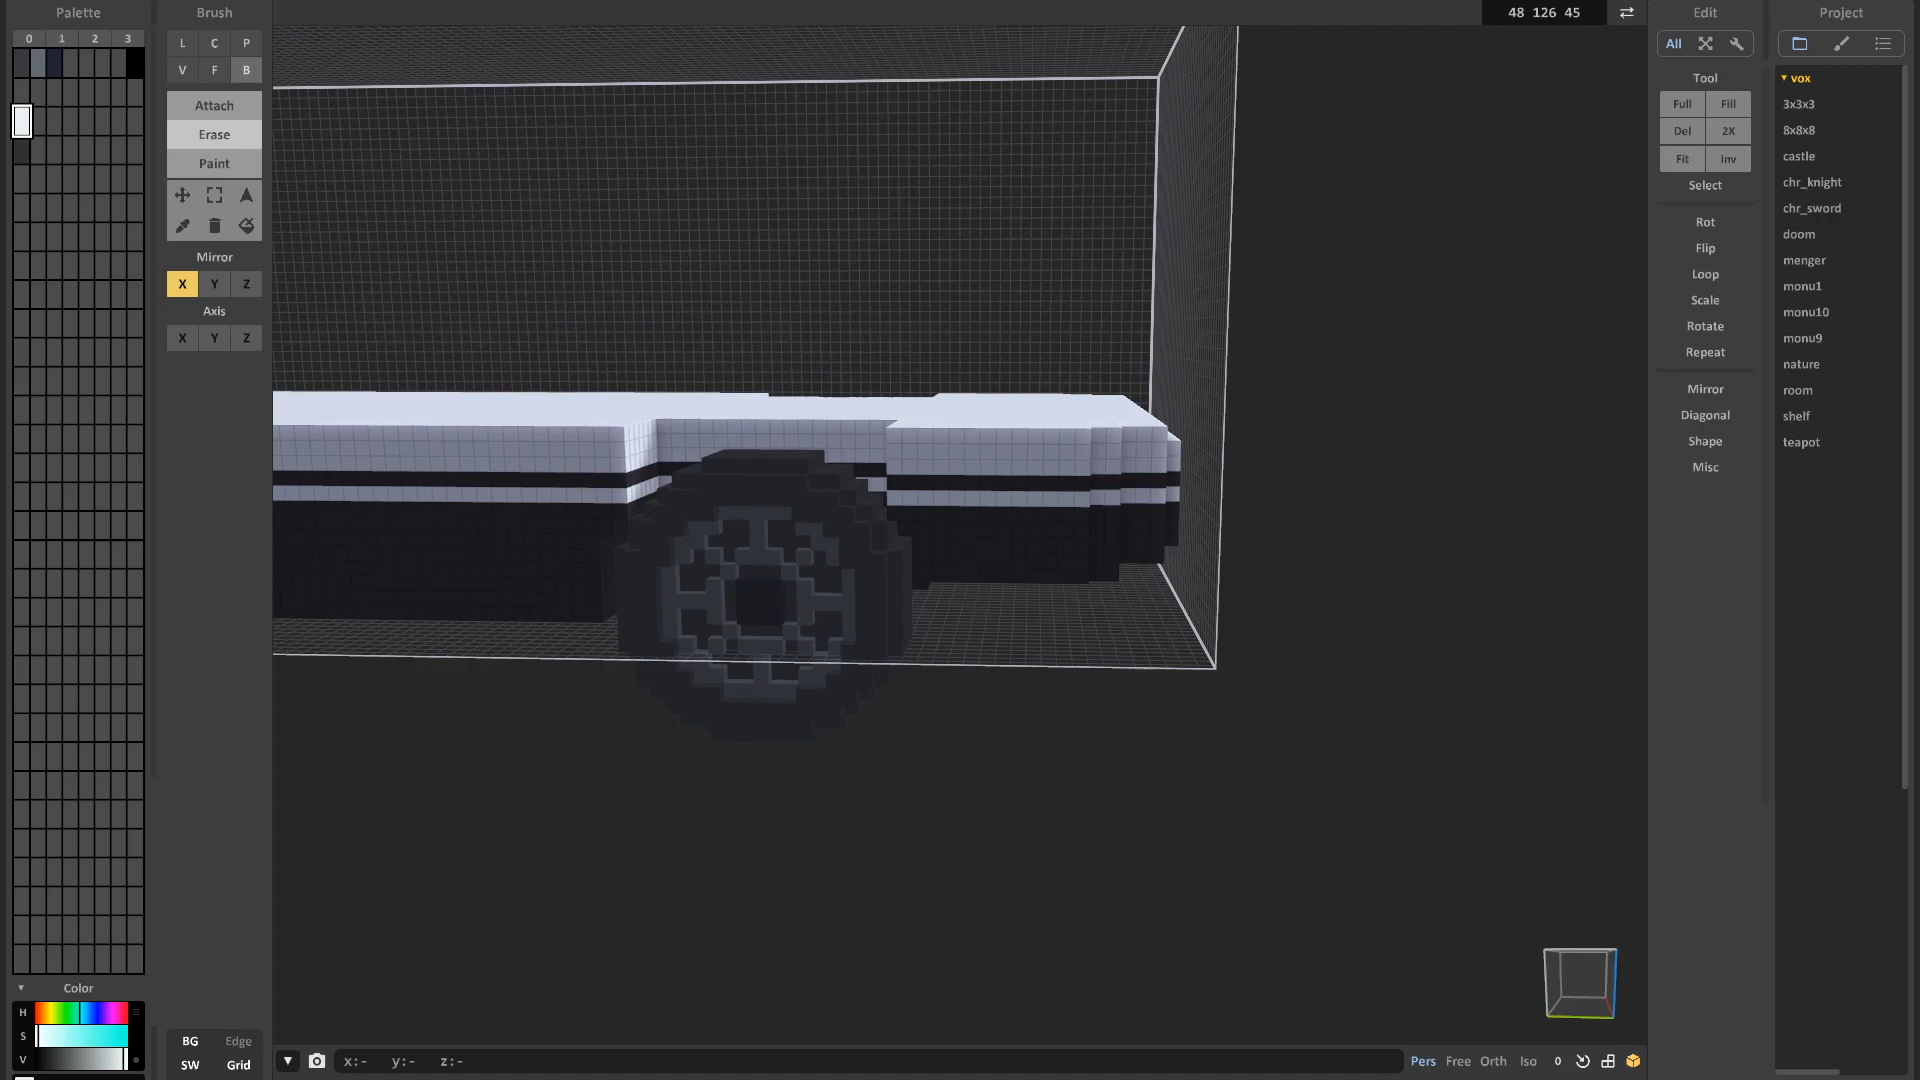 Palette
0 1 2 3
Color
H
S
V
Brush
L C P
V F B
Attach
Erase
Paint
Mirror
X Y Z
Axis
X Y Z
BG Edge
SW Grid
48 126 45
x:- y:- z:-
Pers Free Orth Iso 0
Edit
All
Tool
Full Fill
Del 2X
Fit Inv
Select
Rot
Flip
Loop
Scale
Rotate
Repeat
Mirror
Diagonal
Shape
Misc
Project
vox
3x3x3
8x8x8
castle
chr_knight
chr_sword
doom
menger
monu1
monu10
monu9
nature
room
shelf
teapot